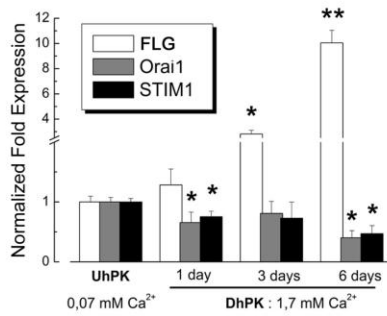 Normalized Fold Expression
12
10
8
6
4
1
0
FLG
Orai1
STIM1
* * * ** * *
UhPK 1 day 3 days 6 days
0,07 mM Ca²⁺ DhPK : 1,7 mM Ca²⁺